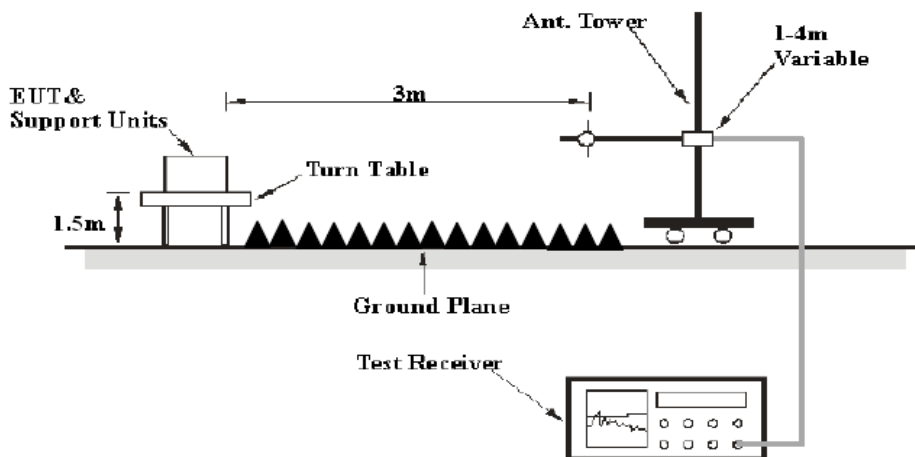 Ant. Tower
1-4m
Variable
3m
EUT&
Support Units
Turn Table
1.5m
Ground Plane
Test Receiver